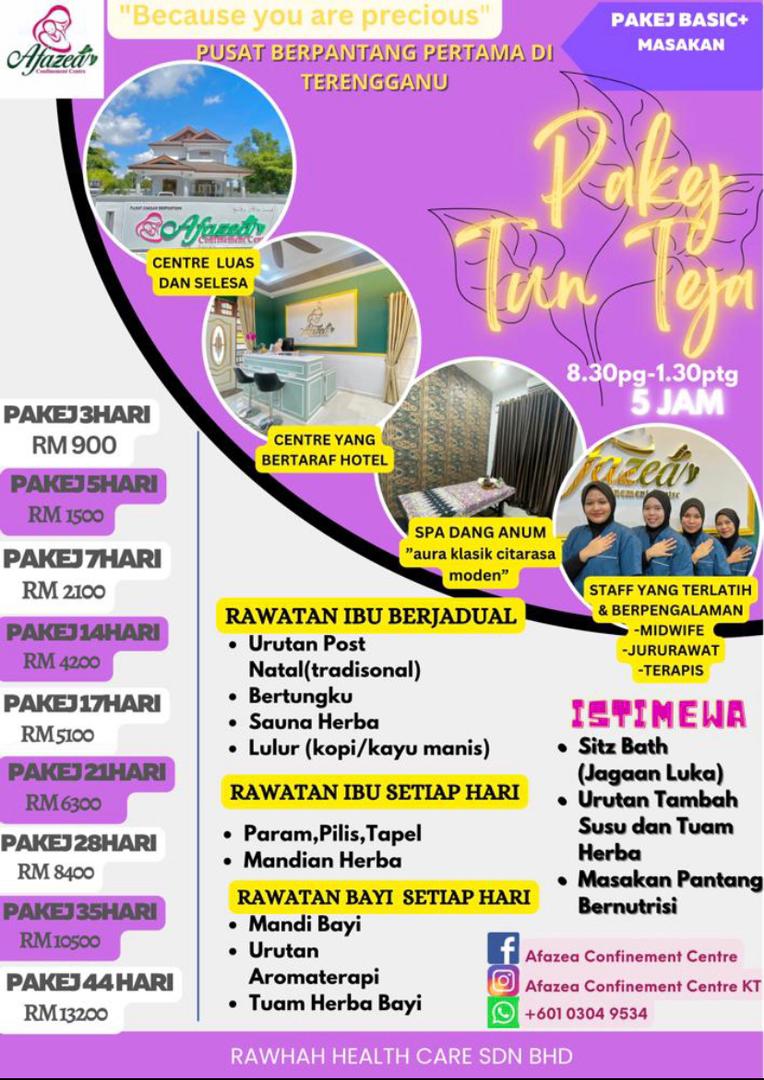 Afazea
Confinement Centre
"Because you are precious"
PUSAT BERPANTANG PERTAMA DI
TERENGGANU
PAKEJ BASIC+
MASAKAN
Pakej
Tun Teja
8.30pg-1.30ptg
5 JAM
Afazea
CENTRE LUAS
DAN SELESA
CENTRE YANG
BERTARAF HOTEL
SPA DANG ANUM
"aura klasik citarasa
moden"
STAFF YANG TERLATIH
& BERPENGALAMAN
-MIDWIFE
-JURURAWAT
-TERAPIS
PAKEJ 3HARI
RM 900
PAKEJ 5HARI
RM 1500
PAKEJ 7HARI
RM 2100
PAKEJ 14HARI
RM 4200
PAKEJ 17HARI
RM 5100
PAKEJ 21HARI
RM 6300
PAKEJ 28HARI
RM 8400
PAKEJ 35HARI
RM 10500
PAKEJ 44 HARI
RM 13200
RAWATAN IBU BERJADUAL
• Urutan Post
Natal(tradisonal)
• Bertungku
• Sauna Herba
• Lulur (kopi/kayu manis)
RAWATAN IBU SETIAP HARI
• Param,Pilis,Tapel
• Mandian Herba
RAWATAN BAYI SETIAP HARI
• Mandi Bayi
• Urutan
Aromaterapi
• Tuam Herba Bayi
ISTIMEWA
• Sitz Bath
(Jagaan Luka)
• Urutan Tambah
Susu dan Tuam
Herba
• Masakan Pantang
Bernutrisi
Afazea Confinement Centre
Afazea Confinement Centre KT
+601 0304 9534
RAWHAH HEALTH CARE SDN BHD